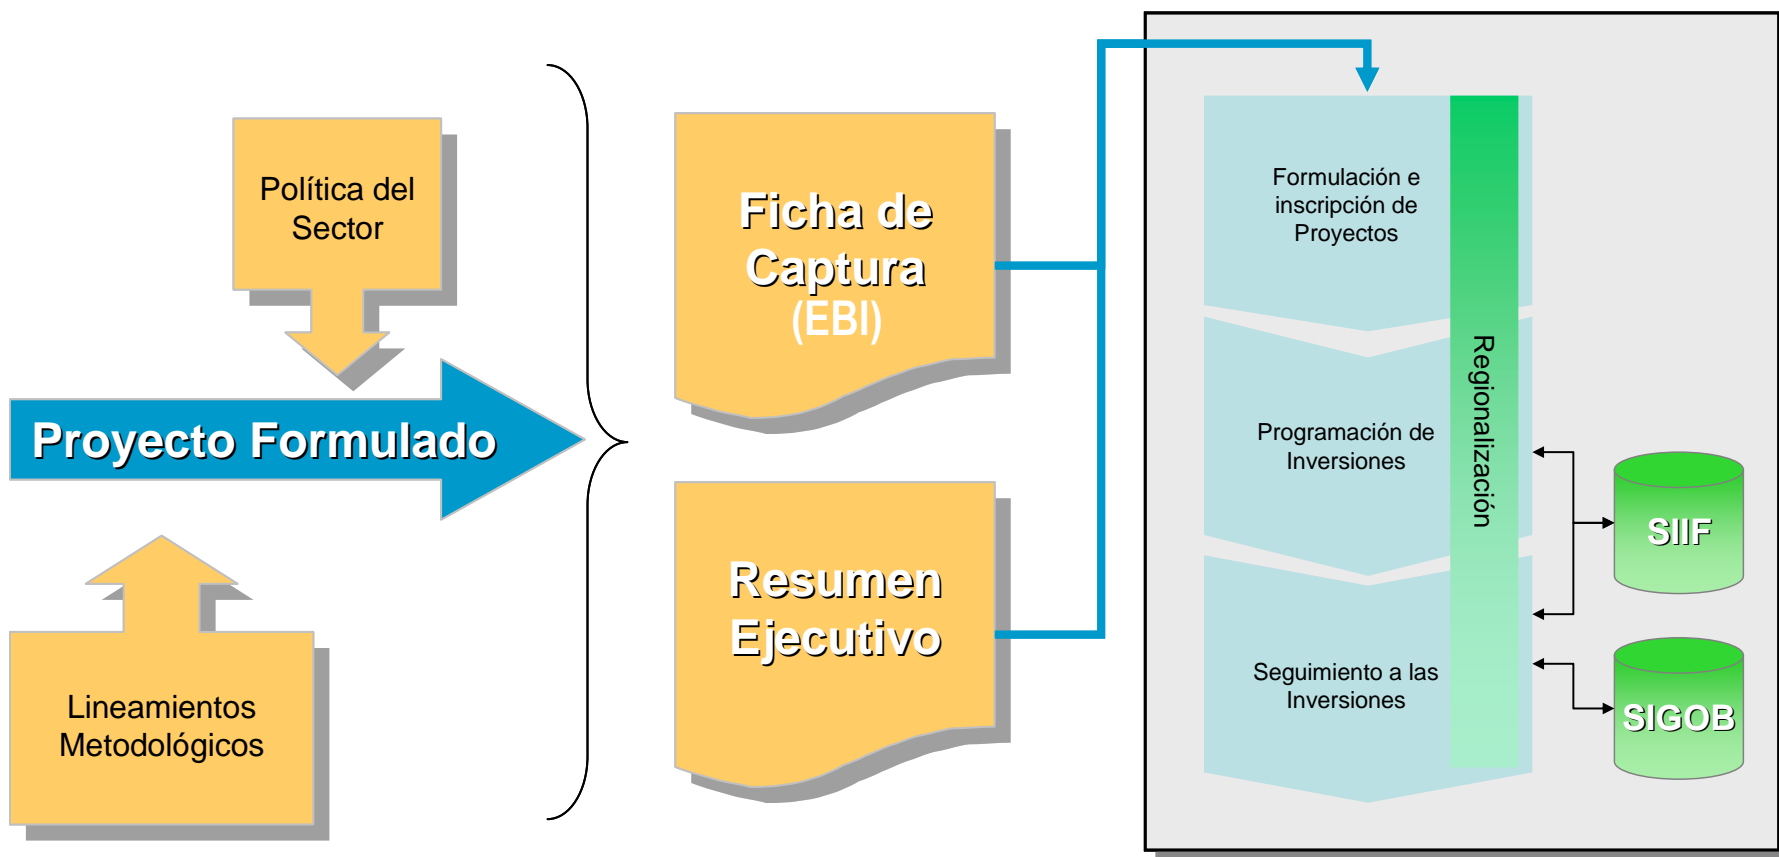 Política del
Sector
Proyecto Formulado
Lineamientos
Metodológicos
Ficha de
Captura
(EBI)
Resumen
Ejecutivo
Formulación e
inscripción de
Proyectos
Programación de
Inversiones
Seguimiento a las
Inversiones
Regionalización
SIIF
SIGOB